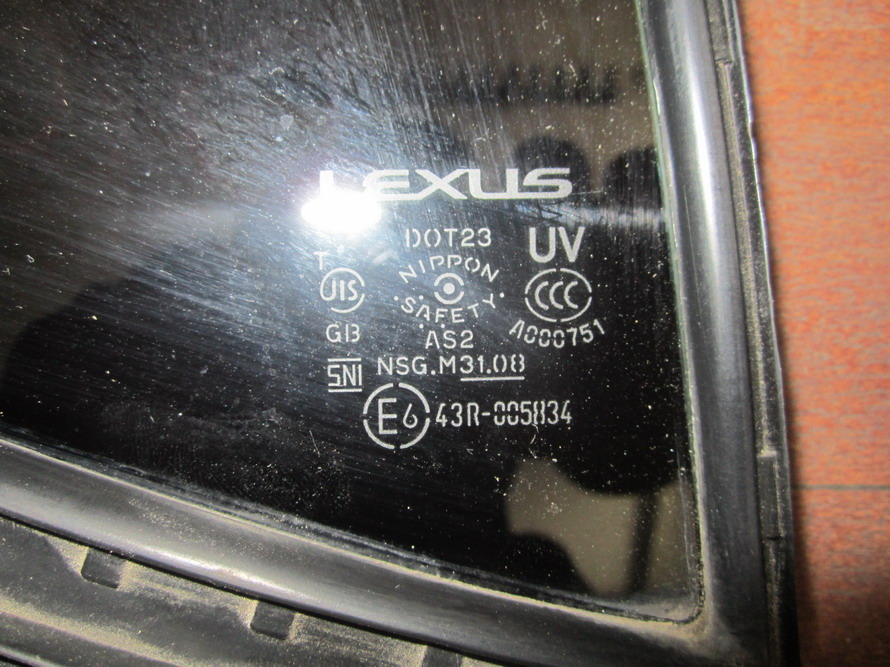 LEXUS
DOT23
UV
T
NIPPON
SAFETY
JIS
CCC
A000751
GB
AS2
SNI
NSG.M31.08
E6 43R-005834